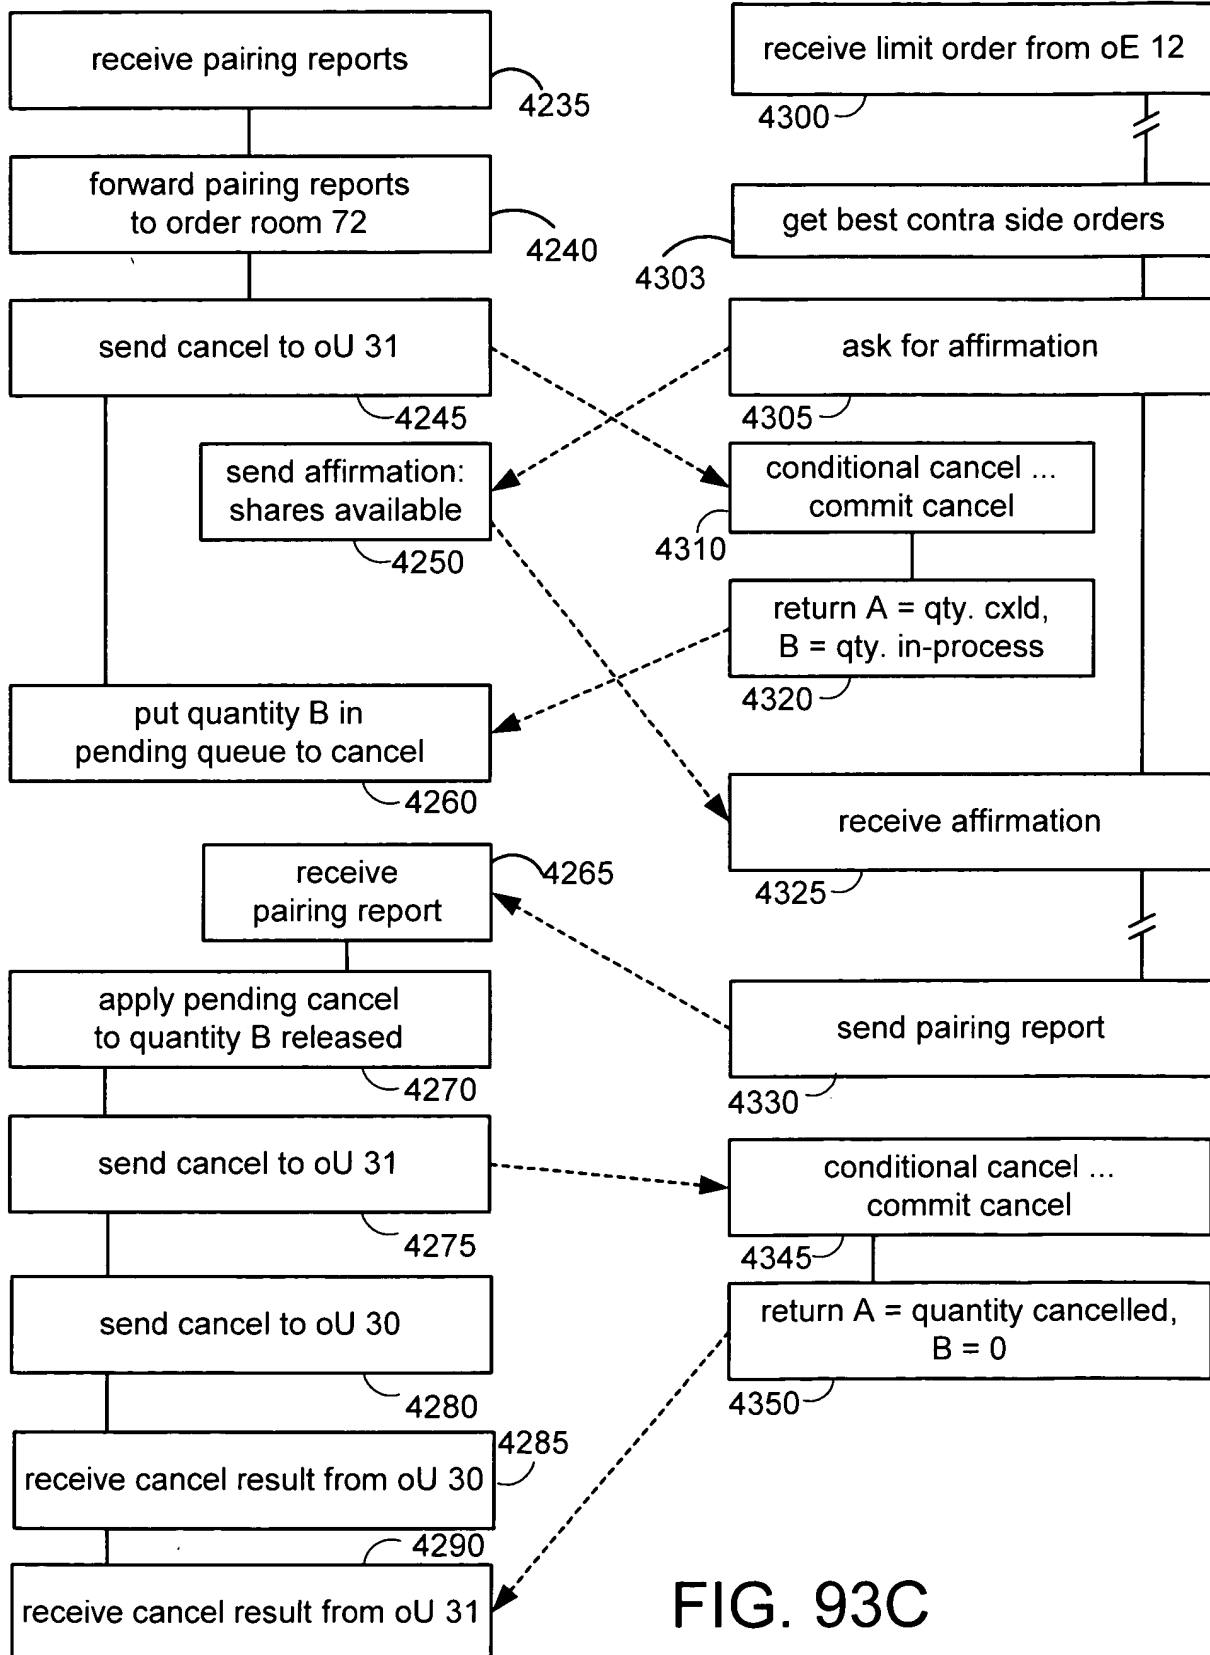 receive pairing reports
4235
forward pairing reports
to order room 72
4240
send cancel to oU 31
4245
send affirmation:
shares available
4250
put quantity B in
pending queue to cancel
4260
receive
pairing report
4265
apply pending cancel
to quantity B released
4270
send cancel to oU 31
4275
send cancel to oU 30
4280
4285
receive cancel result from oU 30
4290
receive cancel result from oU 31
receive limit order from oE 12
4300
get best contra side orders
4303
ask for affirmation
4305
conditional cancel ...
commit cancel
4310
return A = qty. cxld,
B = qty. in-process
4320
receive affirmation
4325
send pairing report
4330
conditional cancel ...
commit cancel
4345
return A = quantity cancelled,
B = 0
4350
FIG. 93C